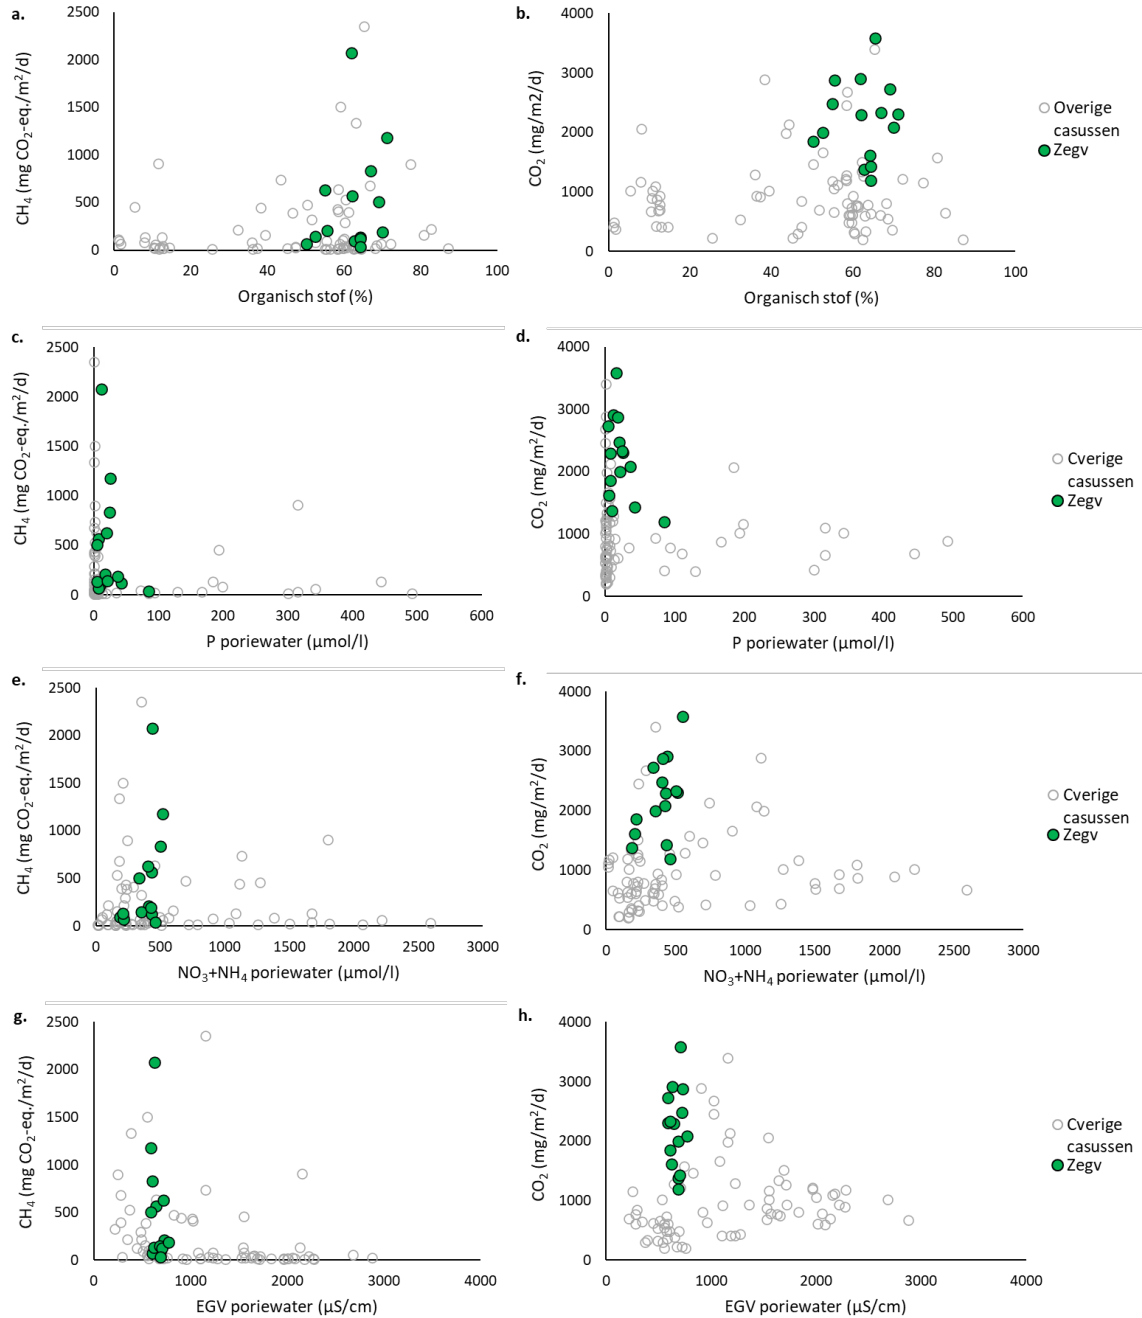 a.
CH4 (mg CO2-eq./m2/d)
2500
2000
1500
1000
500
0
0 20 40 60 80 100
Organisch stof (%)
b.
CO2 (mg/m2/d)
4000
3000
2000
1000
0
0 20 40 60 80 100
Organisch stof (%)
Overige
casussen
Zegv
c.
CH4 (mg CO2-eq./m2/d)
2500
2000
1500
1000
500
0
0 100 200 300 400 500 600
P poriewater (µmol/l)
d.
CO2 (mg/m2/d)
4000
3000
2000
1000
0
0 100 200 300 400 500 600
P poriewater (µmol/l)
Cverige
casussen
Zegv
e.
CH4 (mg CO2-eq./m2/d)
2500
2000
1500
1000
500
0
0 500 1000 1500 2000 2500 3000
NO3+NH4 poriewater (µmol/l)
f.
CO2 (mg/m2/d)
4000
3000
2000
1000
0
0 500 1000 1500 2000 2500 3000
NO3+NH4 poriewater (µmol/l)
Cverige
casussen
Zegv
g.
CH4 (mg CO2-eq./m2/d)
2500
2000
1500
1000
500
0
0 1000 2000 3000 4000
EGV poriewater (µS/cm)
h.
CO2 (mg/m2/d)
4000
3000
2000
1000
0
0 1000 2000 3000 4000
EGV poriewater (µS/cm)
Cverige
casussen
Zegv